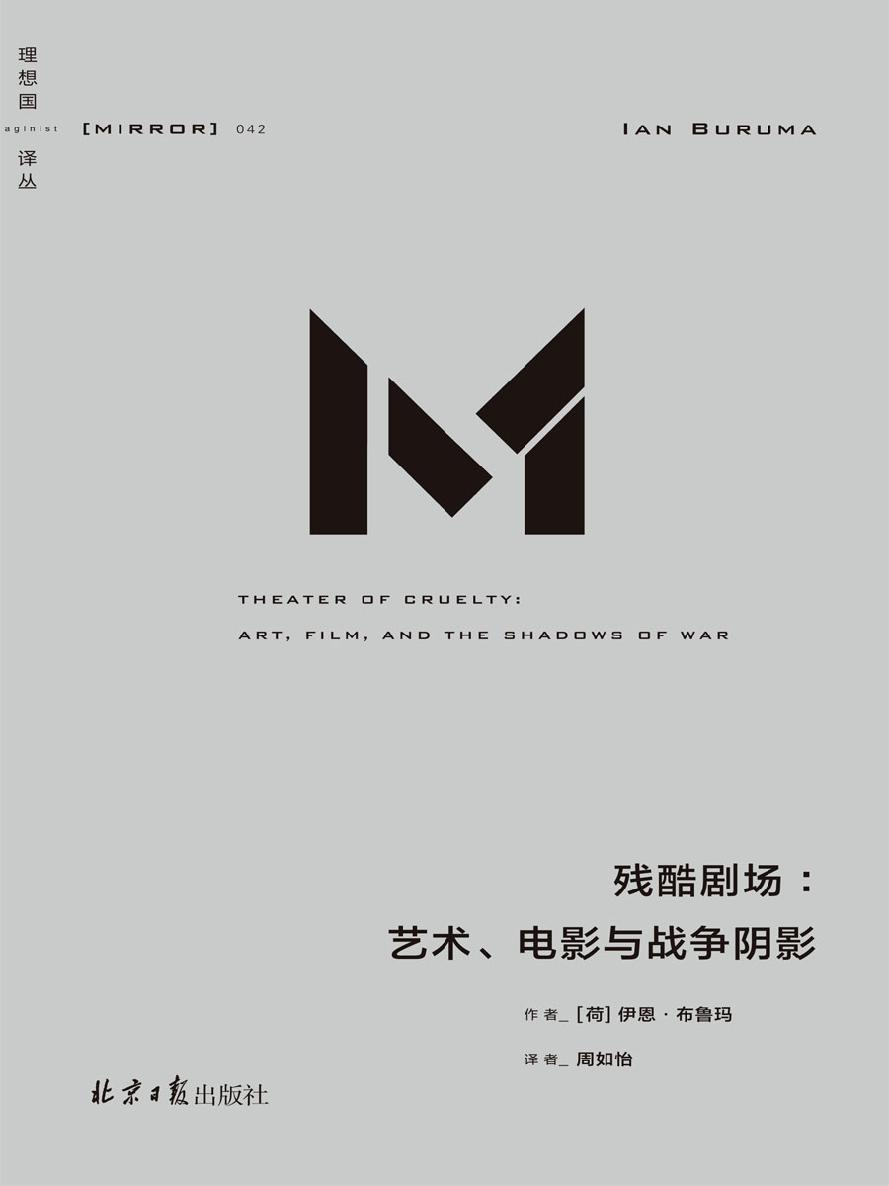 理想国
aginist
译丛
[MIRROR] 042
IAN BURUMA
THEATER OF CRUELTY:
ART, FILM, AND THE SHADOWS OF WAR
残酷剧场：
艺术、电影与战争阴影
作者_ [荷] 伊恩·布鲁玛
译者_ 周如怡
北京日报出版社